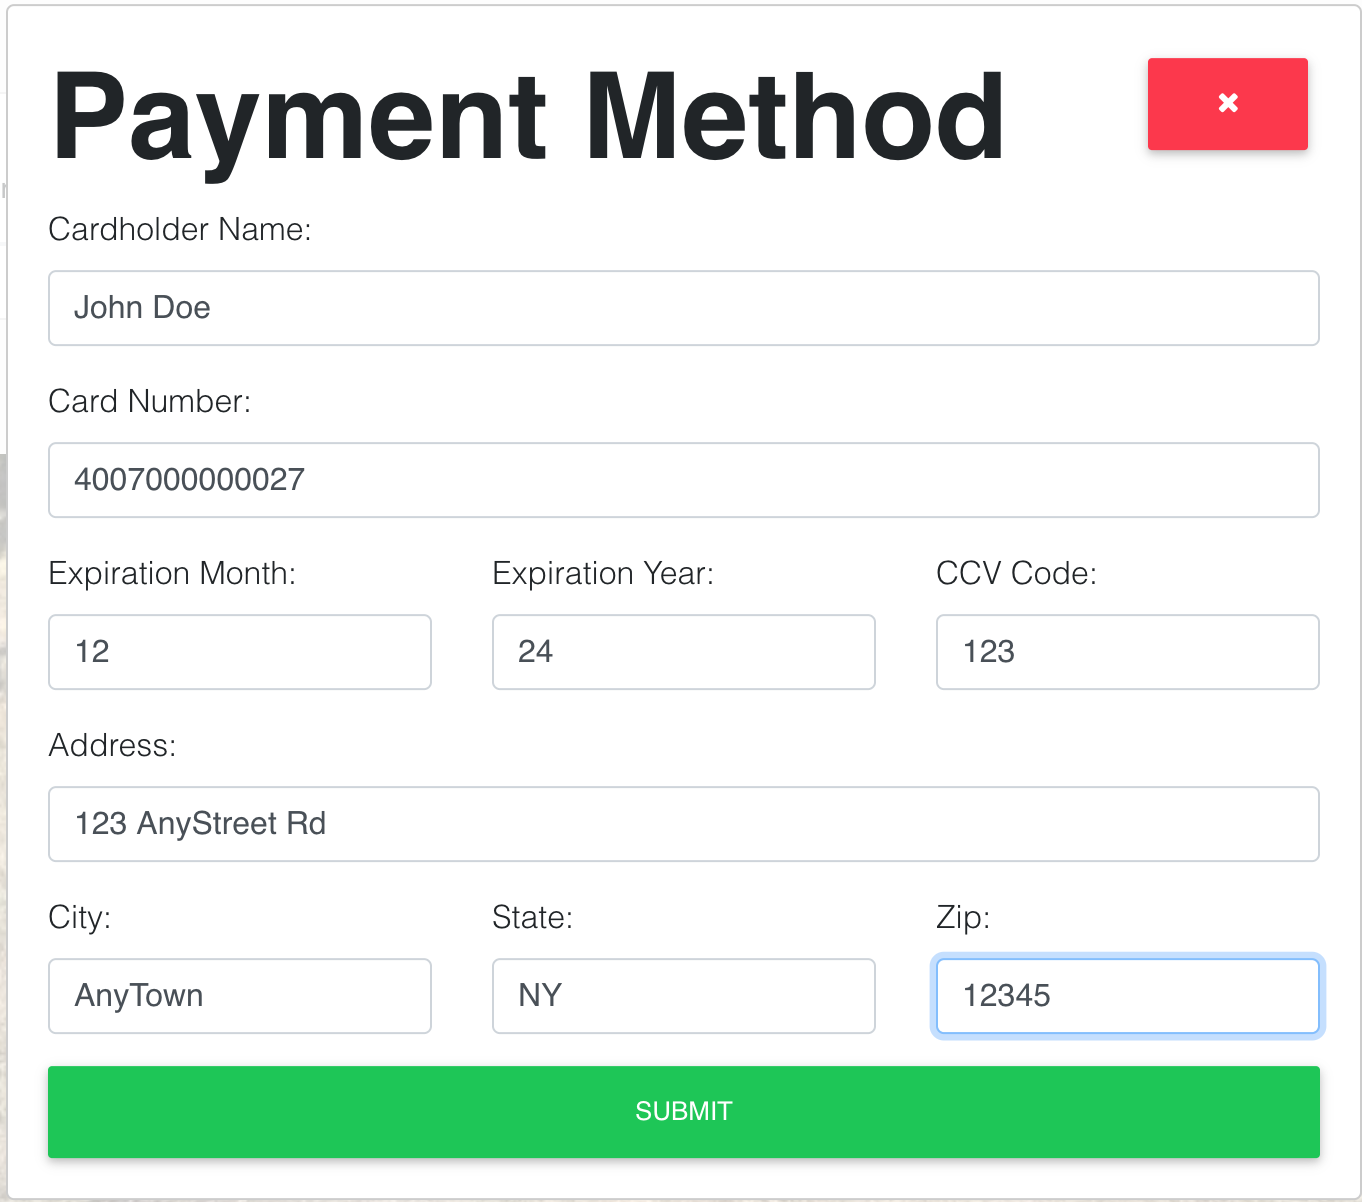 Payment Method
Cardholder Name:
John Doe
Card Number:
4007000000027
Expiration Month: Expiration Year: CCV Code:
12 24 123
Address:
123 AnyStreet Rd
City: State: Zip:
AnyTown NY 12345
SUBMIT